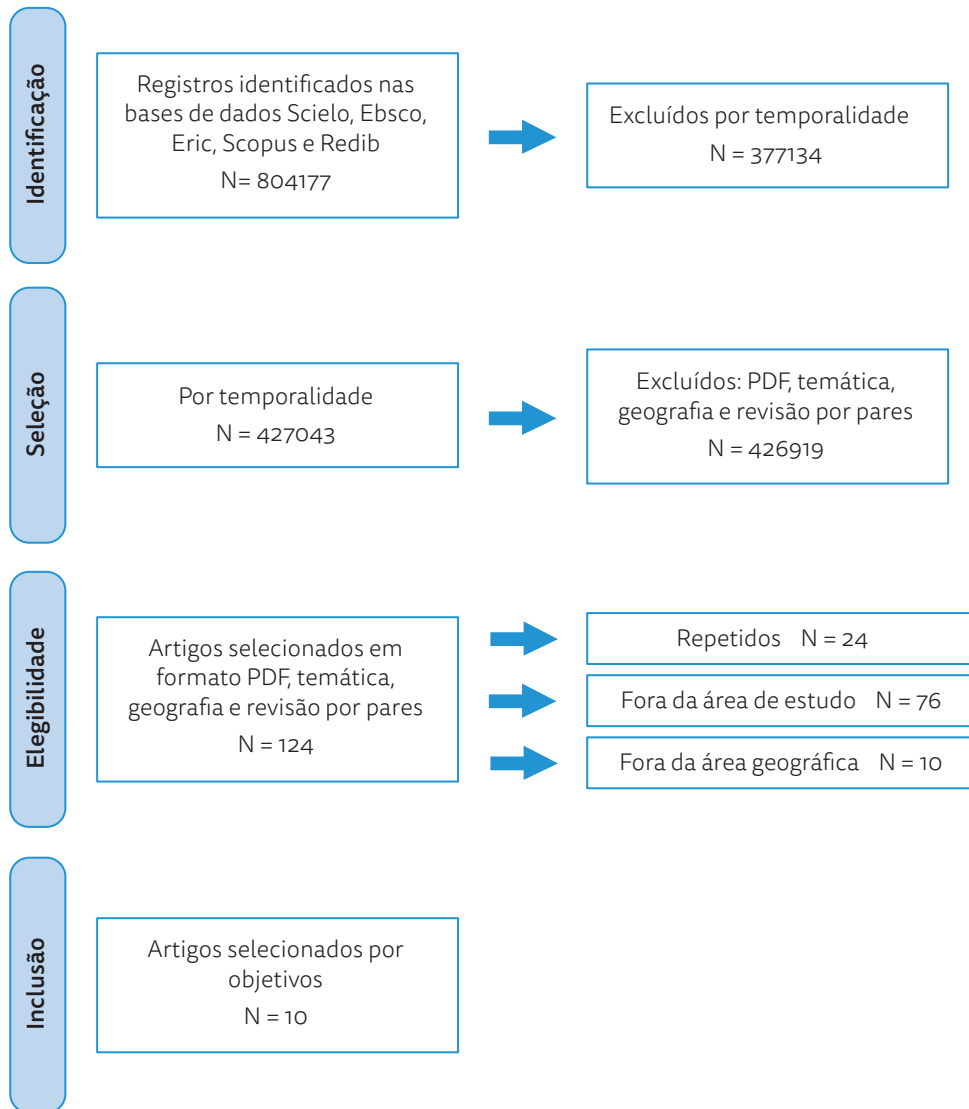 Identificação
Registros identificados nas
bases de dados Scielo, Ebsco,
Eric, Scopus e Redib
N= 804177
Excluídos por temporalidade
N = 377134
Seleção
Por temporalidade
N = 427043
Excluídos: PDF, temática,
geografia e revisão por pares
N = 426919
Elegibilidade
Artigos selecionados em
formato PDF, temática,
geografia e revisão por pares
N = 124
Repetidos N = 24
Fora da área de estudo N = 76
Fora da área geográfica N = 10
Inclusão
Artigos selecionados por
objetivos
N = 10